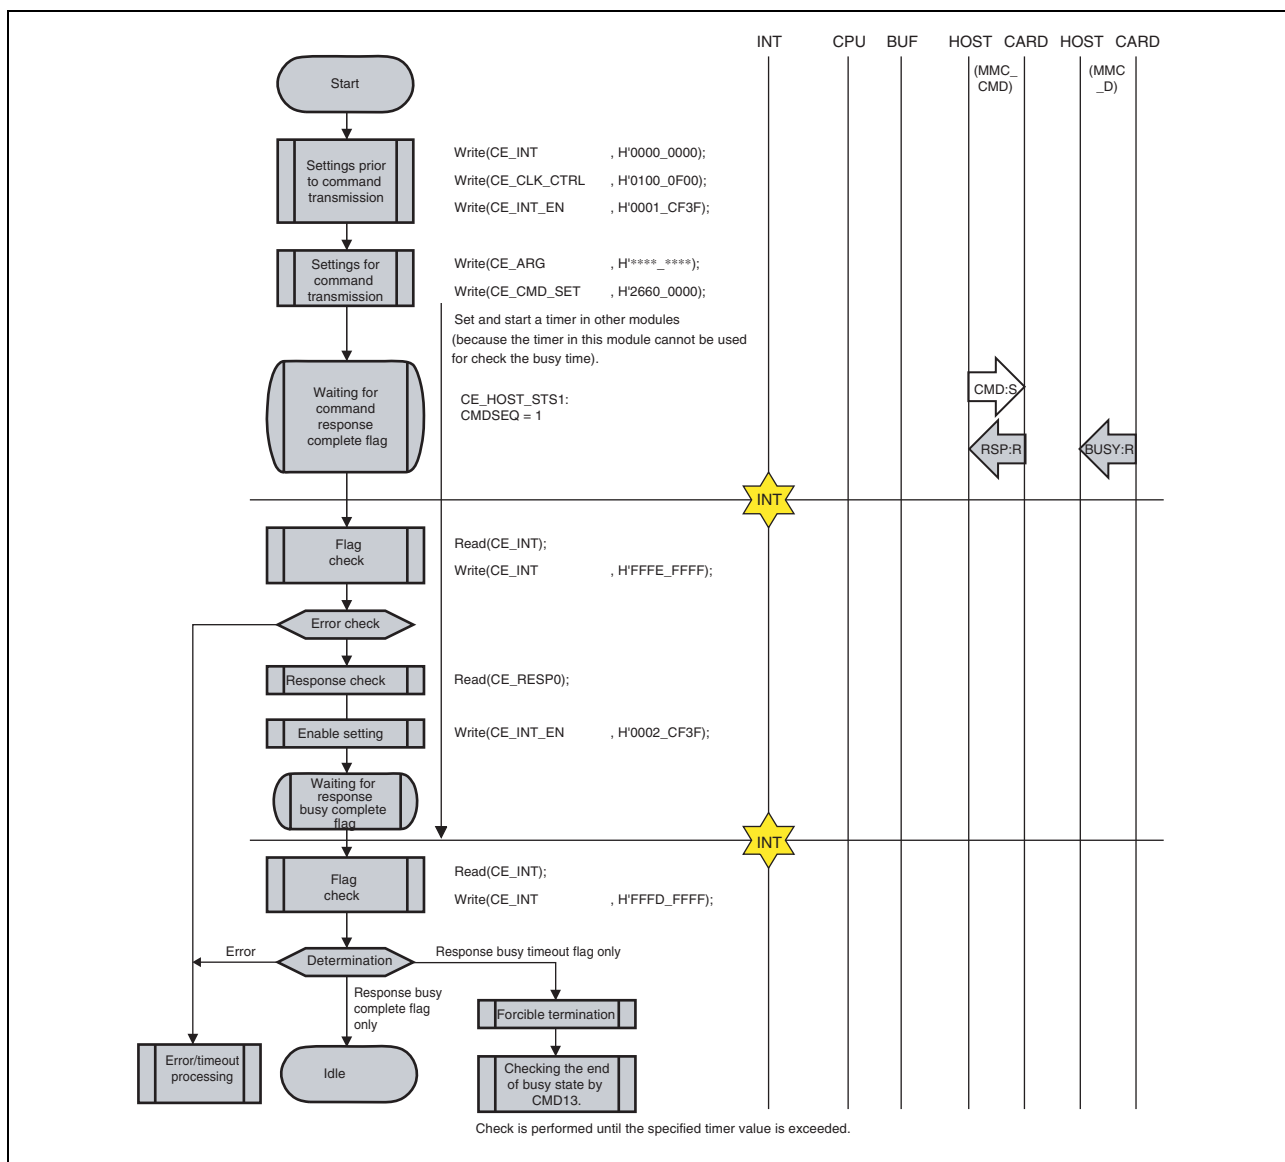 INT CPU BUF HOST CARD HOST CARD
(MMC_
CMD)
(MMC
_D)
Start
Settings prior
to command
transmission
Write(CE_INT , H'0000_0000);
Write(CE_CLK_CTRL , H'0100_0F00);
Write(CE_INT_EN , H'0001_CF3F);
Settings for
command
transmission
Write(CE_ARG , H'****_****);
Write(CE_CMD_SET , H'2660_0000);
Set and start a timer in other modules
(because the timer in this module cannot be used
for check the busy time).
Waiting for
command
response
complete flag
CE_HOST_STS1:
CMDSEQ = 1
CMD:S
RSP:R
BUSY:R
INT
Flag
check
Read(CE_INT);
Write(CE_INT , H'FFFE_FFFF);
Error check
Response check
Read(CE_RESP0);
Enable setting
Write(CE_INT_EN , H'0002_CF3F);
Waiting for
response
busy complete
flag
INT
Flag
check
Read(CE_INT);
Write(CE_INT , H'FFFD_FFFF);
Error
Determination
Response busy timeout flag only
Response busy
complete flag
only
Forcible termination
Error/timeout
processing
Idle
Checking the end
of busy state by
CMD13.
Check is performed until the specified timer value is exceeded.